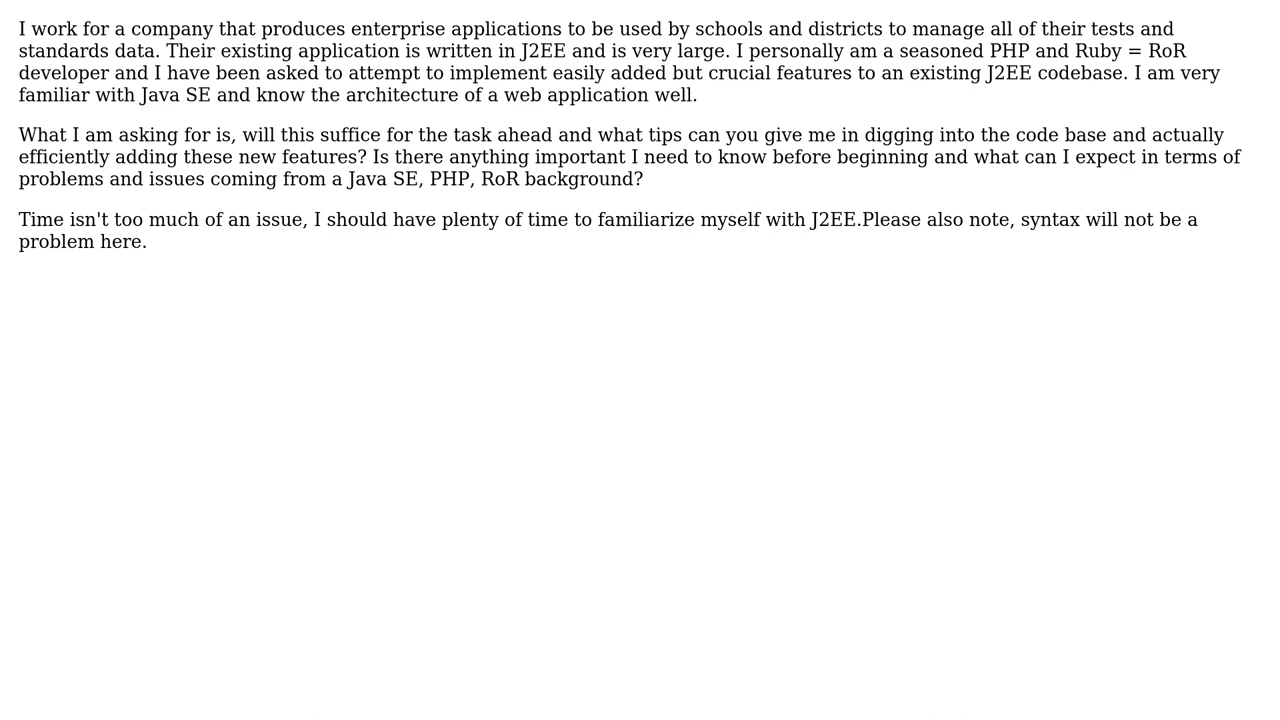 I work for a company that produces enterprise applications to be used by schools and districts to manage all of their tests and
standards data. Their existing application is written in J2EE and is very large. I personally am a seasoned PHP and Ruby = RoR
developer and I have been asked to attempt to implement easily added but crucial features to an existing J2EE codebase. I am very
familiar with Java SE and know the architecture of a web application well.
What I am asking for is, will this suffice for the task ahead and what tips can you give me in digging into the code base and actually
efficiently adding these new features? Is there anything important I need to know before beginning and what can I expect in terms of
problems and issues coming from a Java SE, PHP, RoR background?
Time isn't too much of an issue, I should have plenty of time to familiarize myself with J2EE.Please also note, syntax will not be a
problem here.